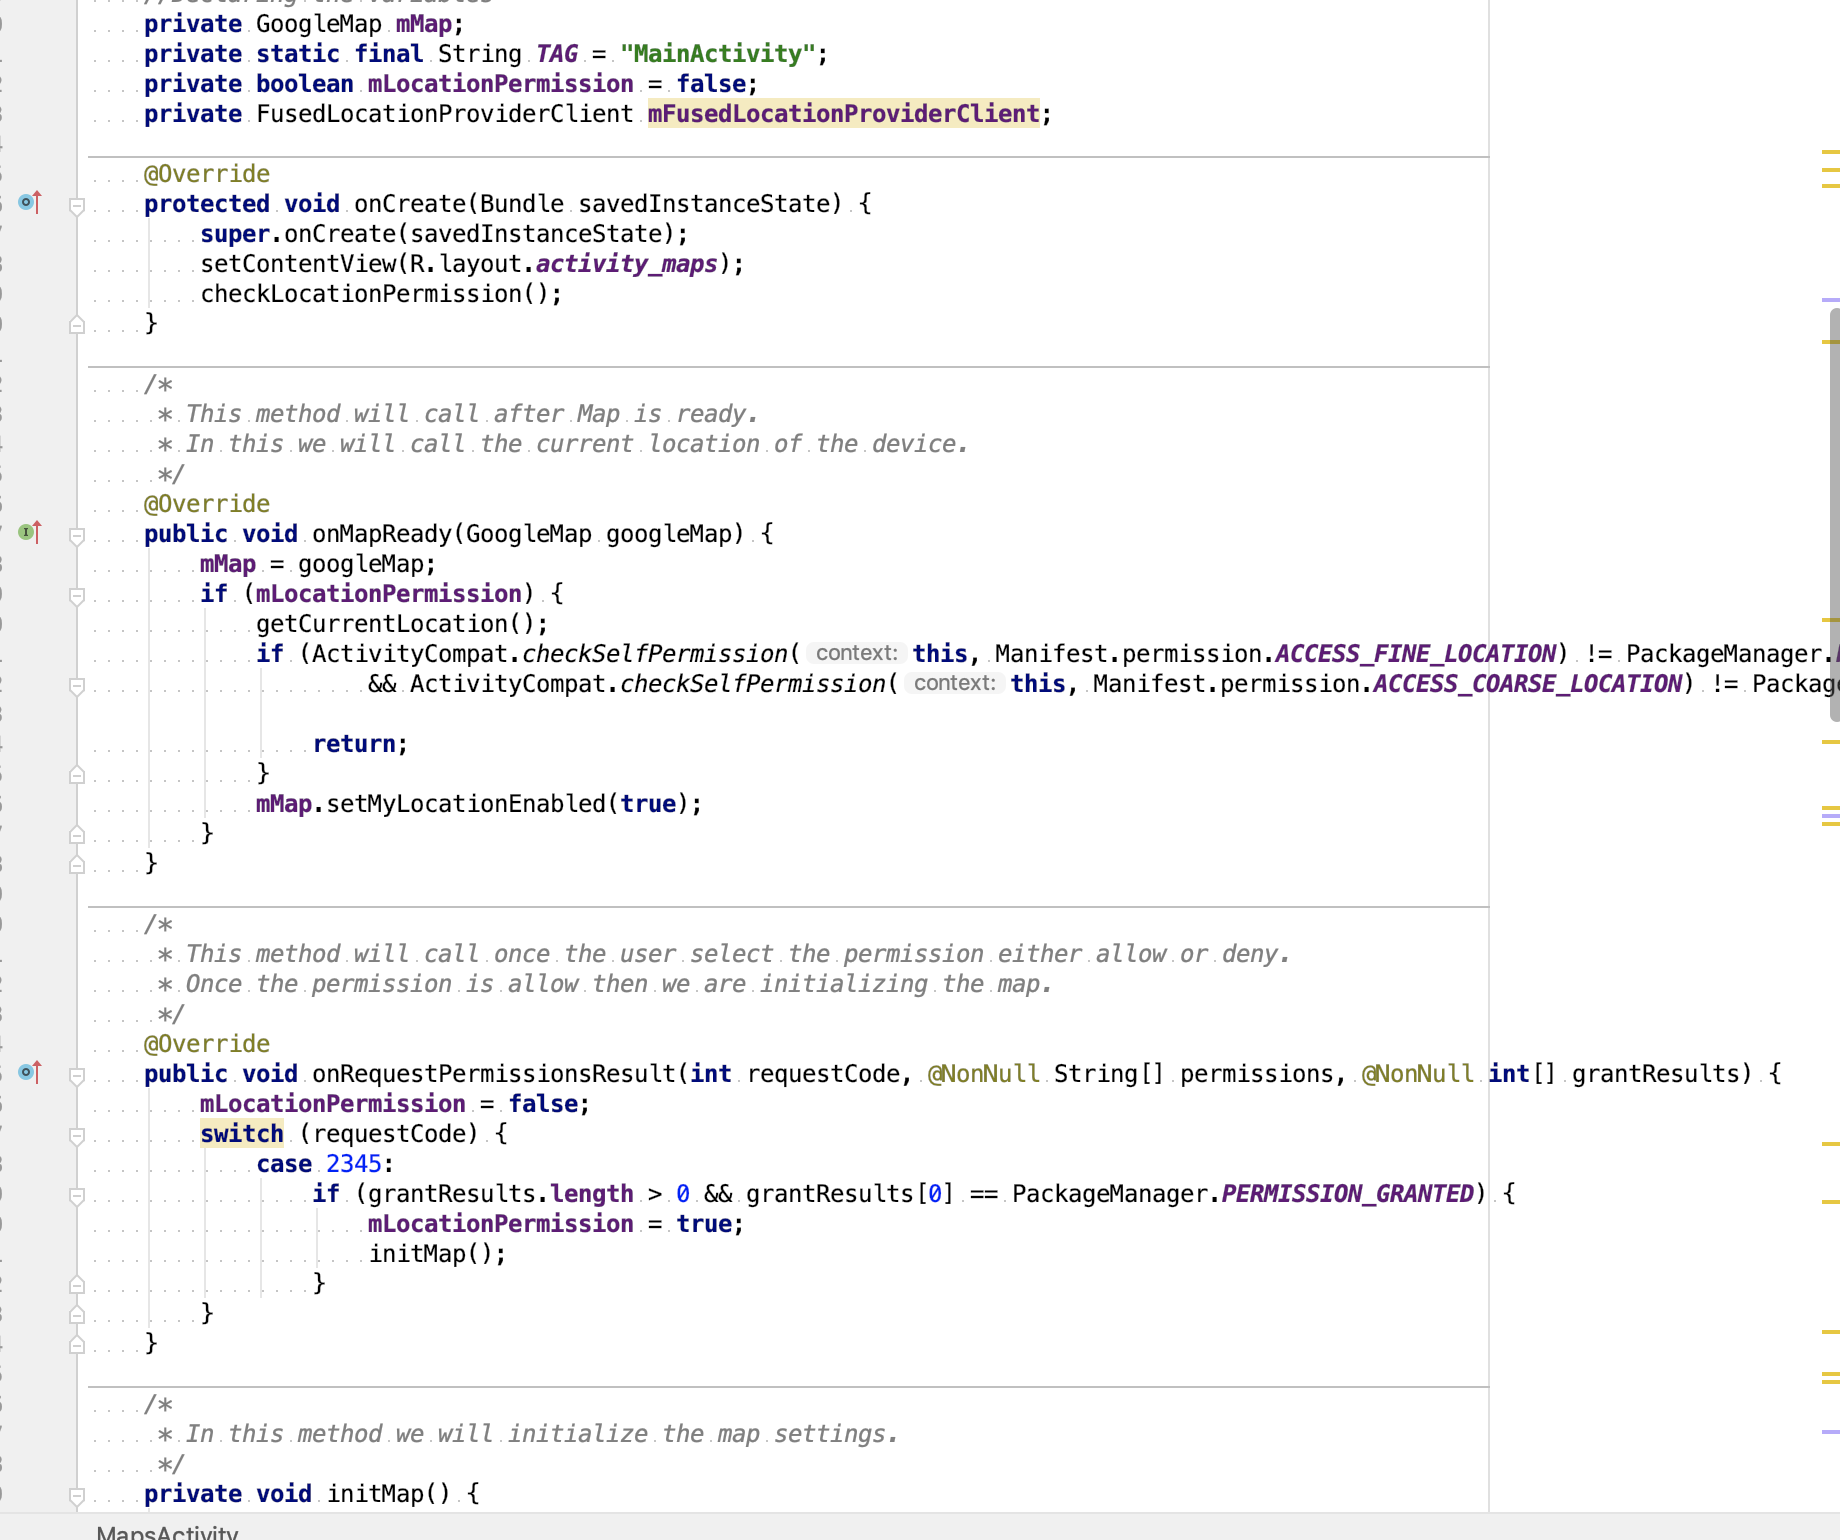 //Declaring the variables
private GoogleMap mMap;
private static final String TAG = "MainActivity";
private boolean mLocationPermission = false;
private FusedLocationProviderClient mFusedLocationProviderClient;
@Override
protected void onCreate(Bundle savedInstanceState) {
super.onCreate(savedInstanceState);
setContentView(R.layout.activity_maps);
checkLocationPermission();
}
/*
* This method will call after Map is ready.
* In this we will call the current location of the device.
*/
@Override
public void onMapReady(GoogleMap googleMap) {
mMap = googleMap;
if (mLocationPermission) {
getCurrentLocation();
if (ActivityCompat.checkSelfPermission( context: this, Manifest.permission.ACCESS_FINE_LOCATION) != PackageManager.
&& ActivityCompat.checkSelfPermission( context: this, Manifest.permission.ACCESS_COARSE_LOCATION) != Packag
return;
}
mMap.setMyLocationEnabled(true);
}
}
/*
* This method will call once the user select the permission either allow or deny.
* Once the permission is allow then we are initializing the map.
*/
@Override
public void onRequestPermissionsResult(int requestCode, @NonNull String[] permissions, @NonNull int[] grantResults) {
mLocationPermission = false;
switch (requestCode) {
case 2345:
if (grantResults.length > 0 && grantResults[0] == PackageManager.PERMISSION_GRANTED) {
mLocationPermission = true;
initMap();
}
}
}
/*
* In this method we will initialize the map settings.
*/
private void initMap() {
MapsActivity